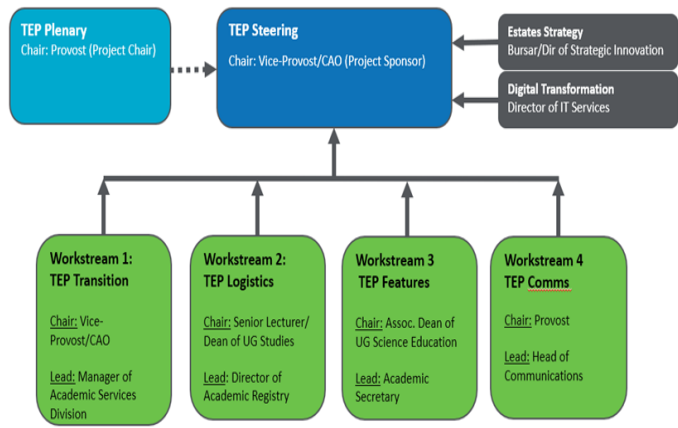 TEP Plenary
Chair: Provost (Project Chair)
TEP Steering
Chair: Vice-Provost/CAO (Project Sponsor)
Estates Strategy
Bursar/Dir of Strategic Innovation
Digital Transformation
Director of IT Services
Workstream 1:
TEP Transition
Chair: Vice-
Provost/CAO
Lead: Manager of
Academic Services
Division
Workstream 2:
TEP Logistics
Chair: Senior Lecturer/
Dean of UG Studies
Lead: Director of
Academic Registry
Workstream 3
TEP Features
Chair: Assoc. Dean of
UG Science Education
Lead: Academic
Secretary
Workstream 4
TEP Comms
Chair: Provost
Lead: Head of
Communications